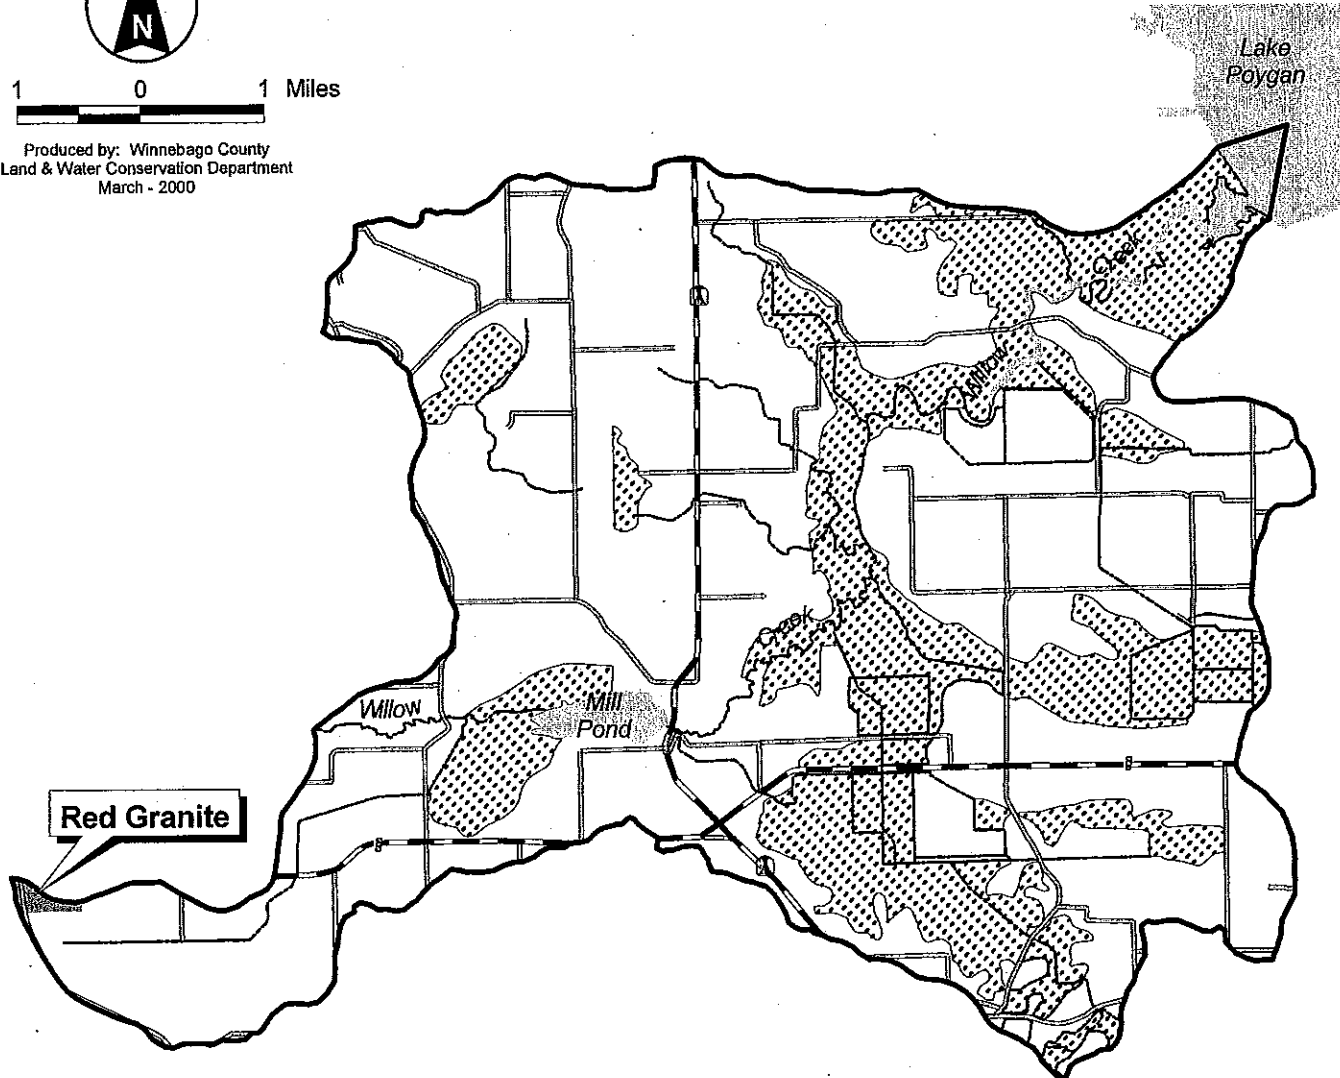 N
1 0 1 Miles
Produced by: Winnebago County
Land & Water Conservation Department
March - 2000
Lake
Poygan
Creek
Willow
Creek
Willow
Mill
Pond
Red Granite